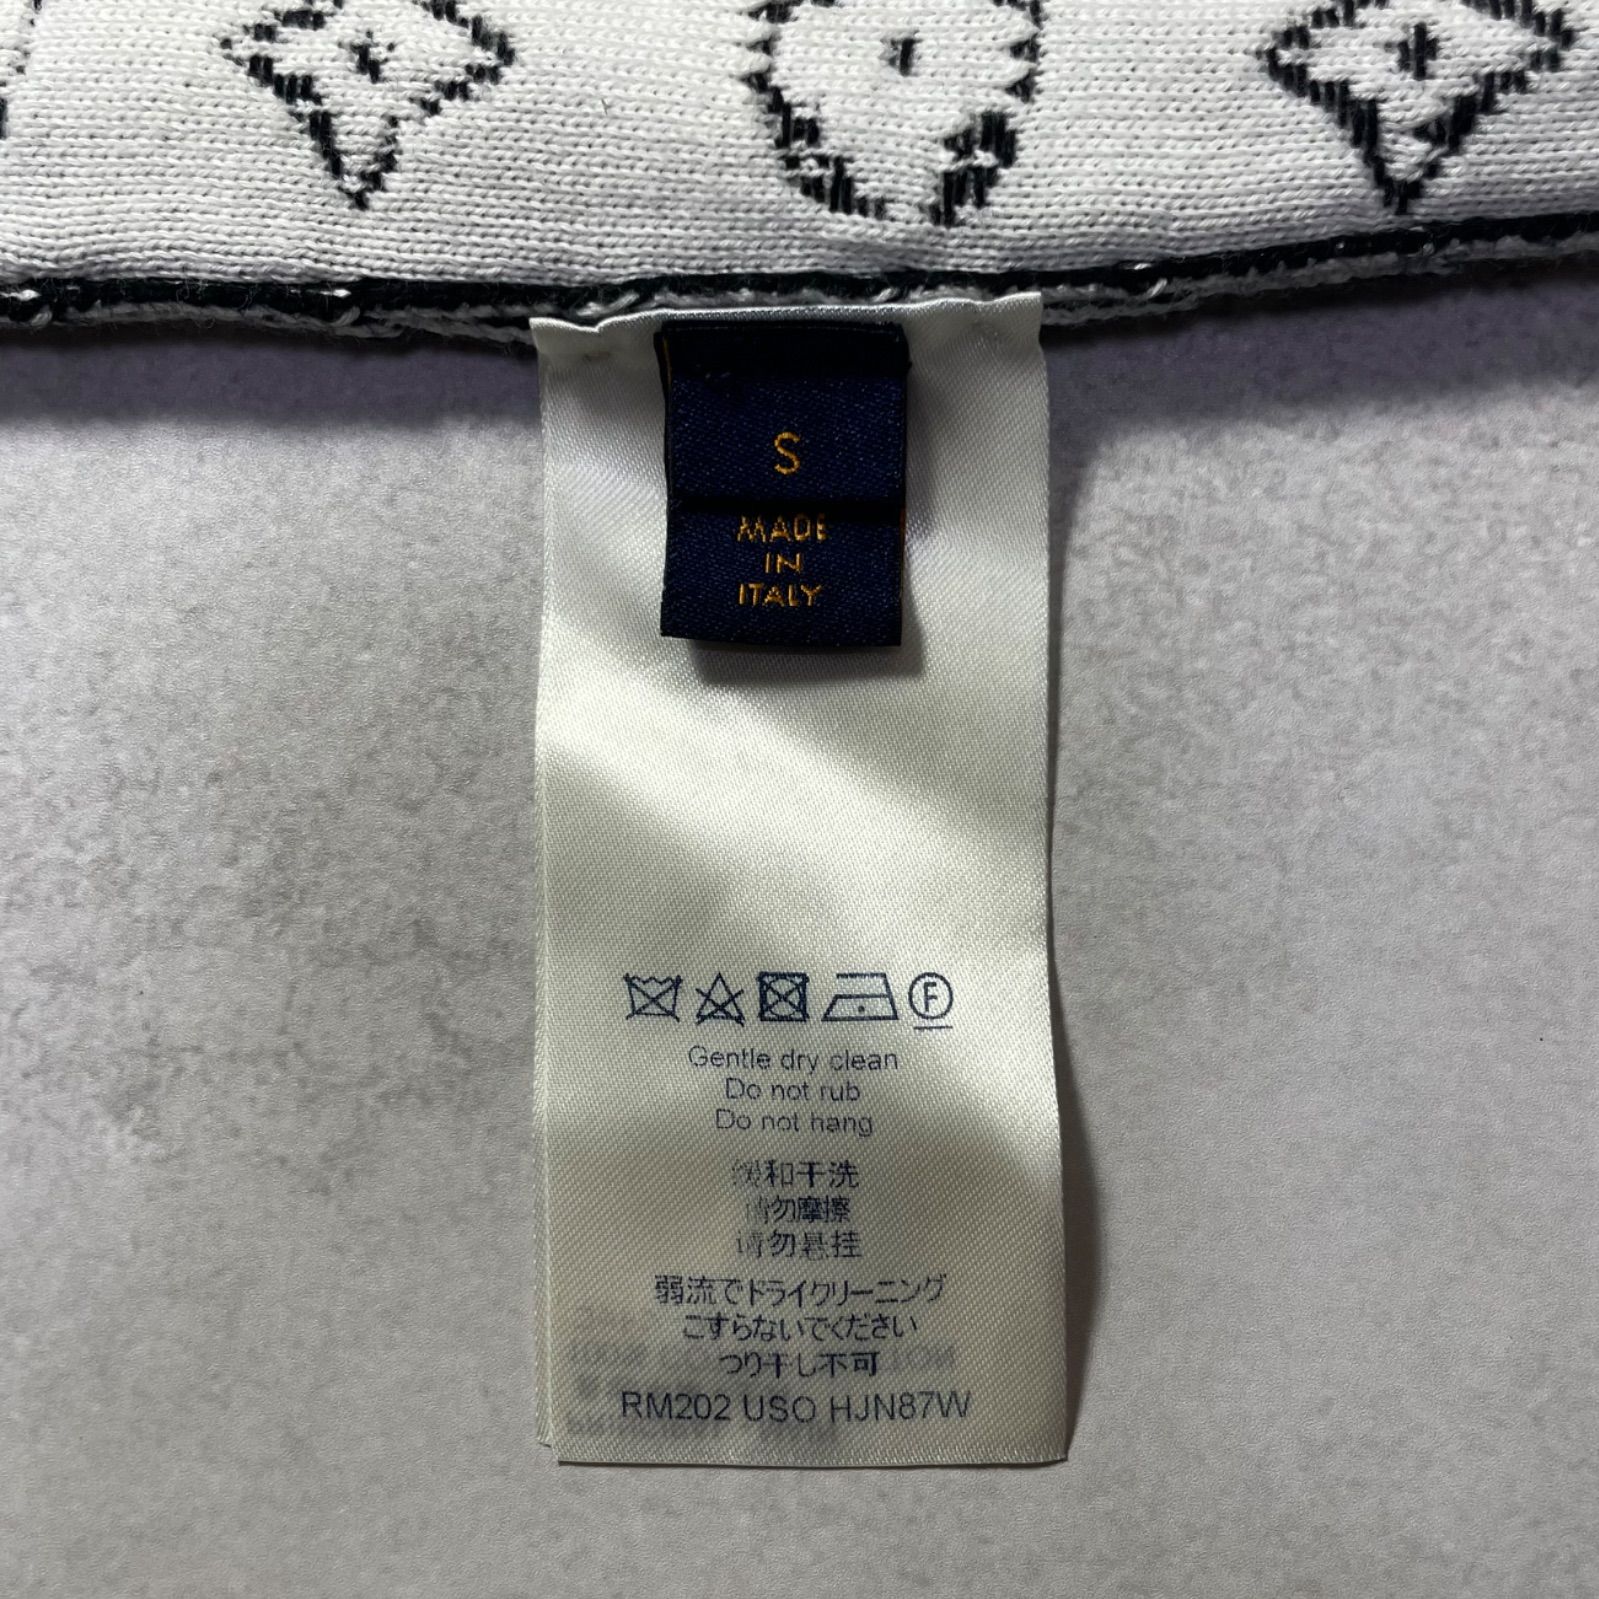 S
MADE
IN
ITALY
F
Gentle dry clean
Do not rub
Do not hang
缓和干洗
请勿摩擦
请勿悬挂
弱流でドライクリーニング
こすらないでください
つり干し不可
RM202 USO HJN87W